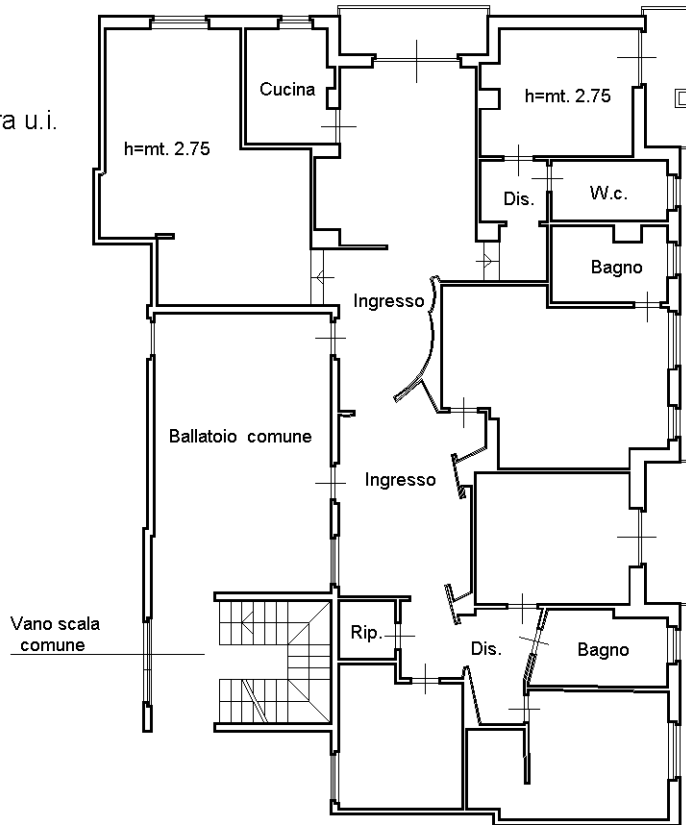 Cucina
h=mt. 2.75
ra u.i.
h=mt. 2.75
Dis.
W.c.
Bagno
Ingresso
Ballatoio comune
Ingresso
Vano scala
comune
Rip.
Dis.
Bagno